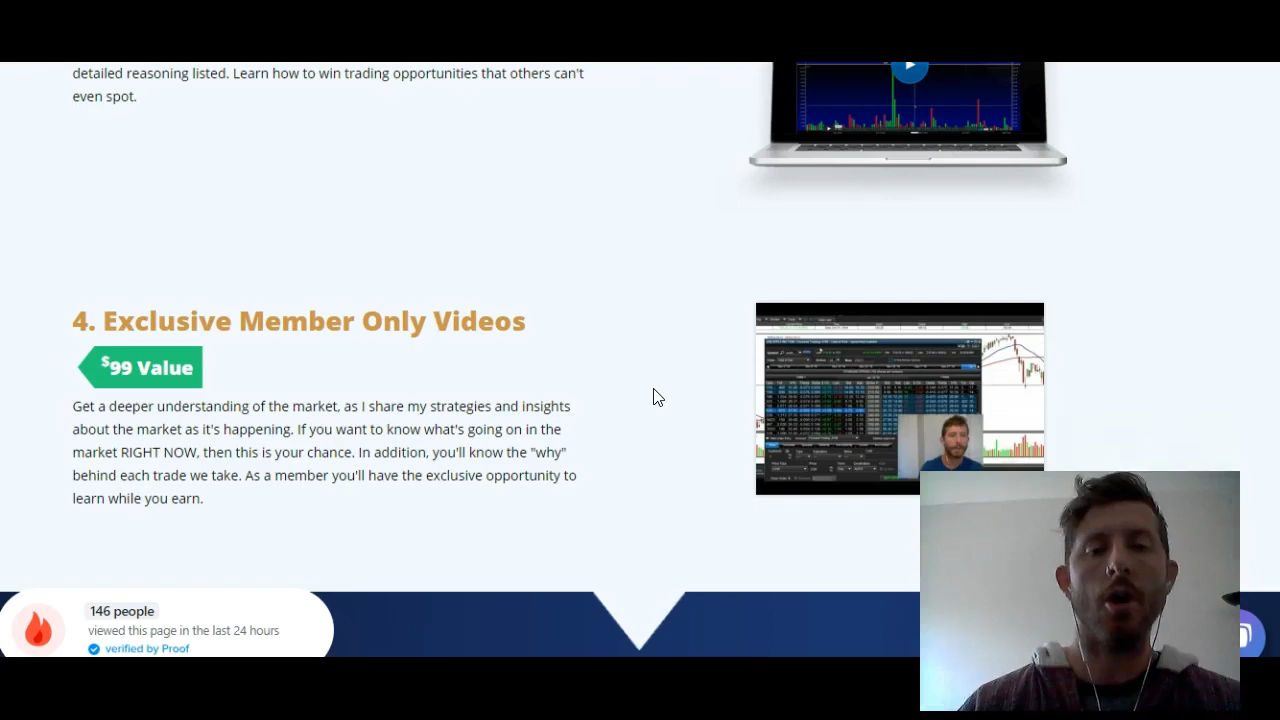 detailed reasoning listed. Learn how to win trading opportunities that others can't
even spot.
4. Exclusive Member Only Videos
$99 Value
Get a deeper understanding of the market, as I share my strategies and insights
about the market as it's happening. If you want to know what's going on in the
market RIGHT NOW, then this is your chance. In addition, you'll know the "why"
behind each trade we take. As a member you'll have the exclusive opportunity to
learn while you earn.
146 people
viewed this page in the last 24 hours
verified by Proof